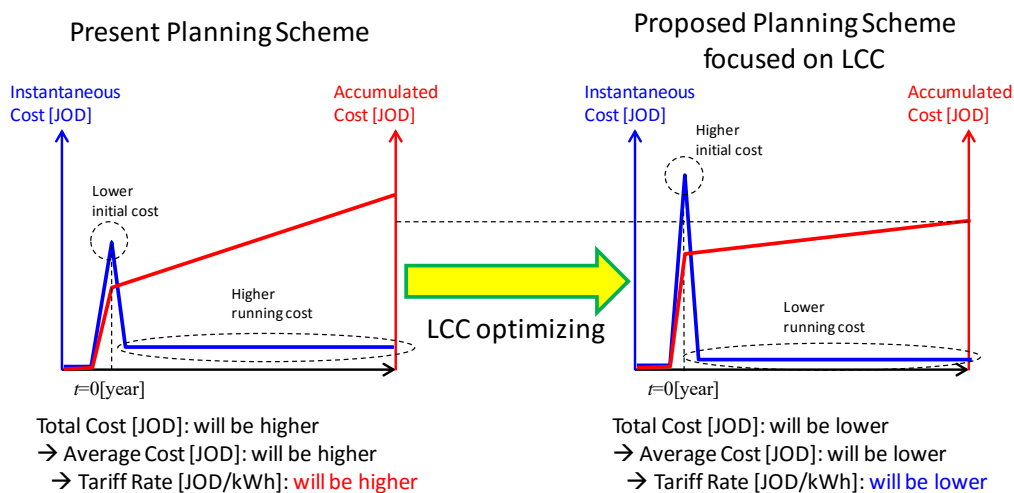 Present Planning Scheme
Instantaneous
Cost [JOD]
Accumulated
Cost [JOD]
Lower
initial cost
Higher
running cost
t=0[year]
Total Cost [JOD]: will be higher
→ Average Cost [JOD]: will be higher
→ Tariff Rate [JOD/kWh]: will be higher
LCC optimizing
Proposed Planning Scheme
focused on LCC
Instantaneous
Cost [JOD]
Accumulated
Cost [JOD]
Higher
initial cost
Lower
running cost
t=0[year]
Total Cost [JOD]: will be lower
→ Average Cost [JOD]: will be lower
→ Tariff Rate [JOD/kWh]: will be lower